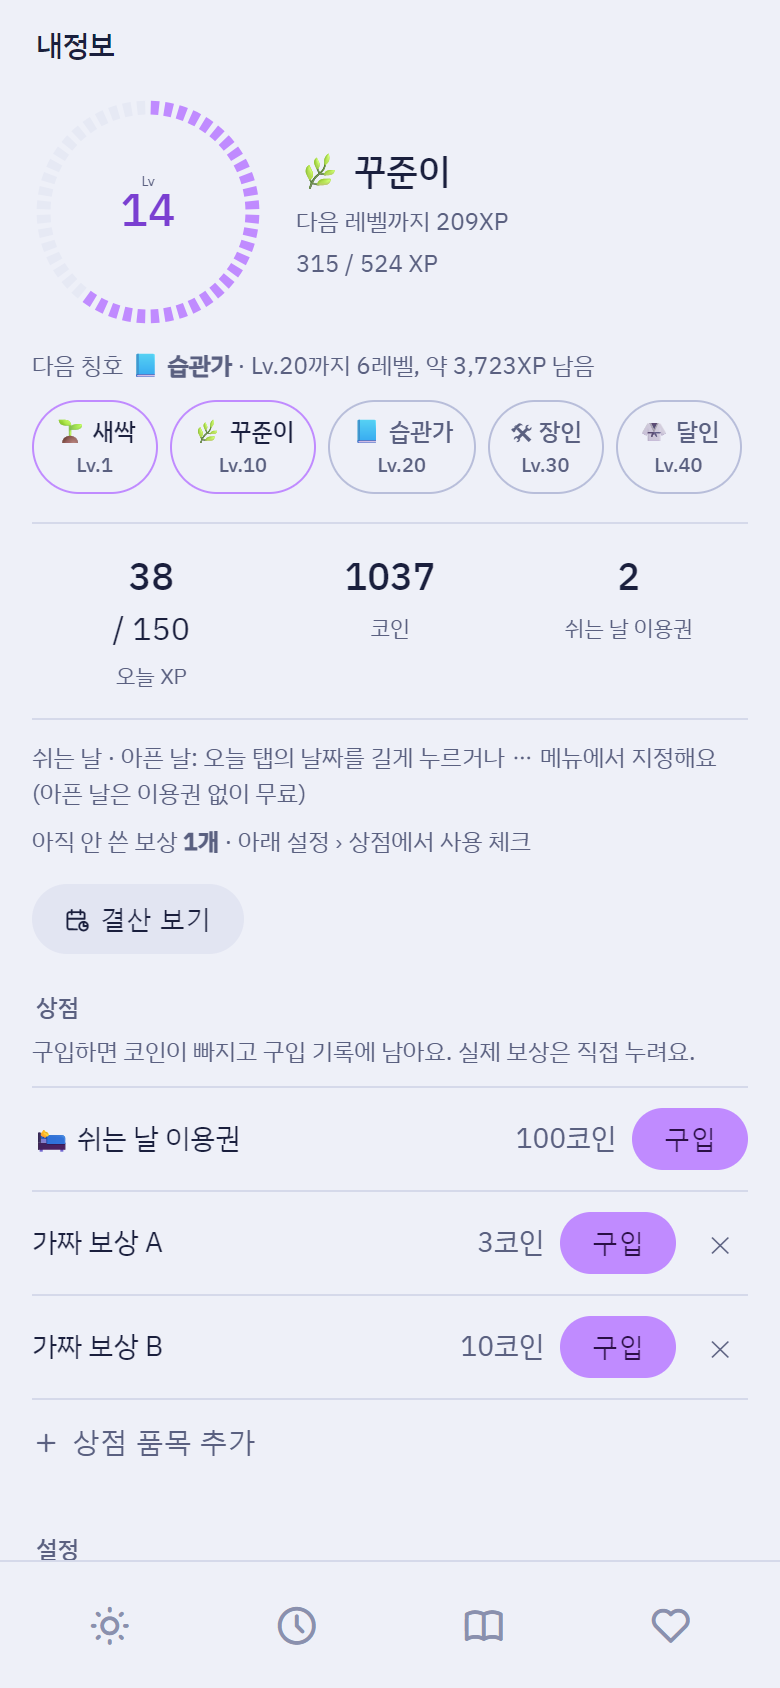 내정보
Lv
14
🌿 꾸준이
다음 레벨까지 209XP
315 / 524 XP
다음 칭호 📘 습관가 · Lv.20까지 6레벨, 약 3,723XP 남음
🌱 새싹 🌿 꾸준이 📘 습관가 🛠 장인 🥋 달인
Lv.1 Lv.10 Lv.20 Lv.30 Lv.40
38 1037 2
/ 150 코인 쉬는 날 이용권
오늘 XP
쉬는 날 · 아픈 날: 오늘 탭의 날짜를 길게 누르거나 ⋯ 메뉴에서 지정해요
(아픈 날은 이용권 없이 무료)
아직 안 쓴 보상 1개 · 아래 설정 › 상점에서 사용 체크
결산 보기
상점
구입하면 코인이 빠지고 구입 기록에 남아요. 실제 보상은 직접 누려요.
🛌 쉬는 날 이용권 100코인 구입
가짜 보상 A 3코인 구입 ×
가짜 보상 B 10코인 구입 ×
+ 상점 품목 추가
설정